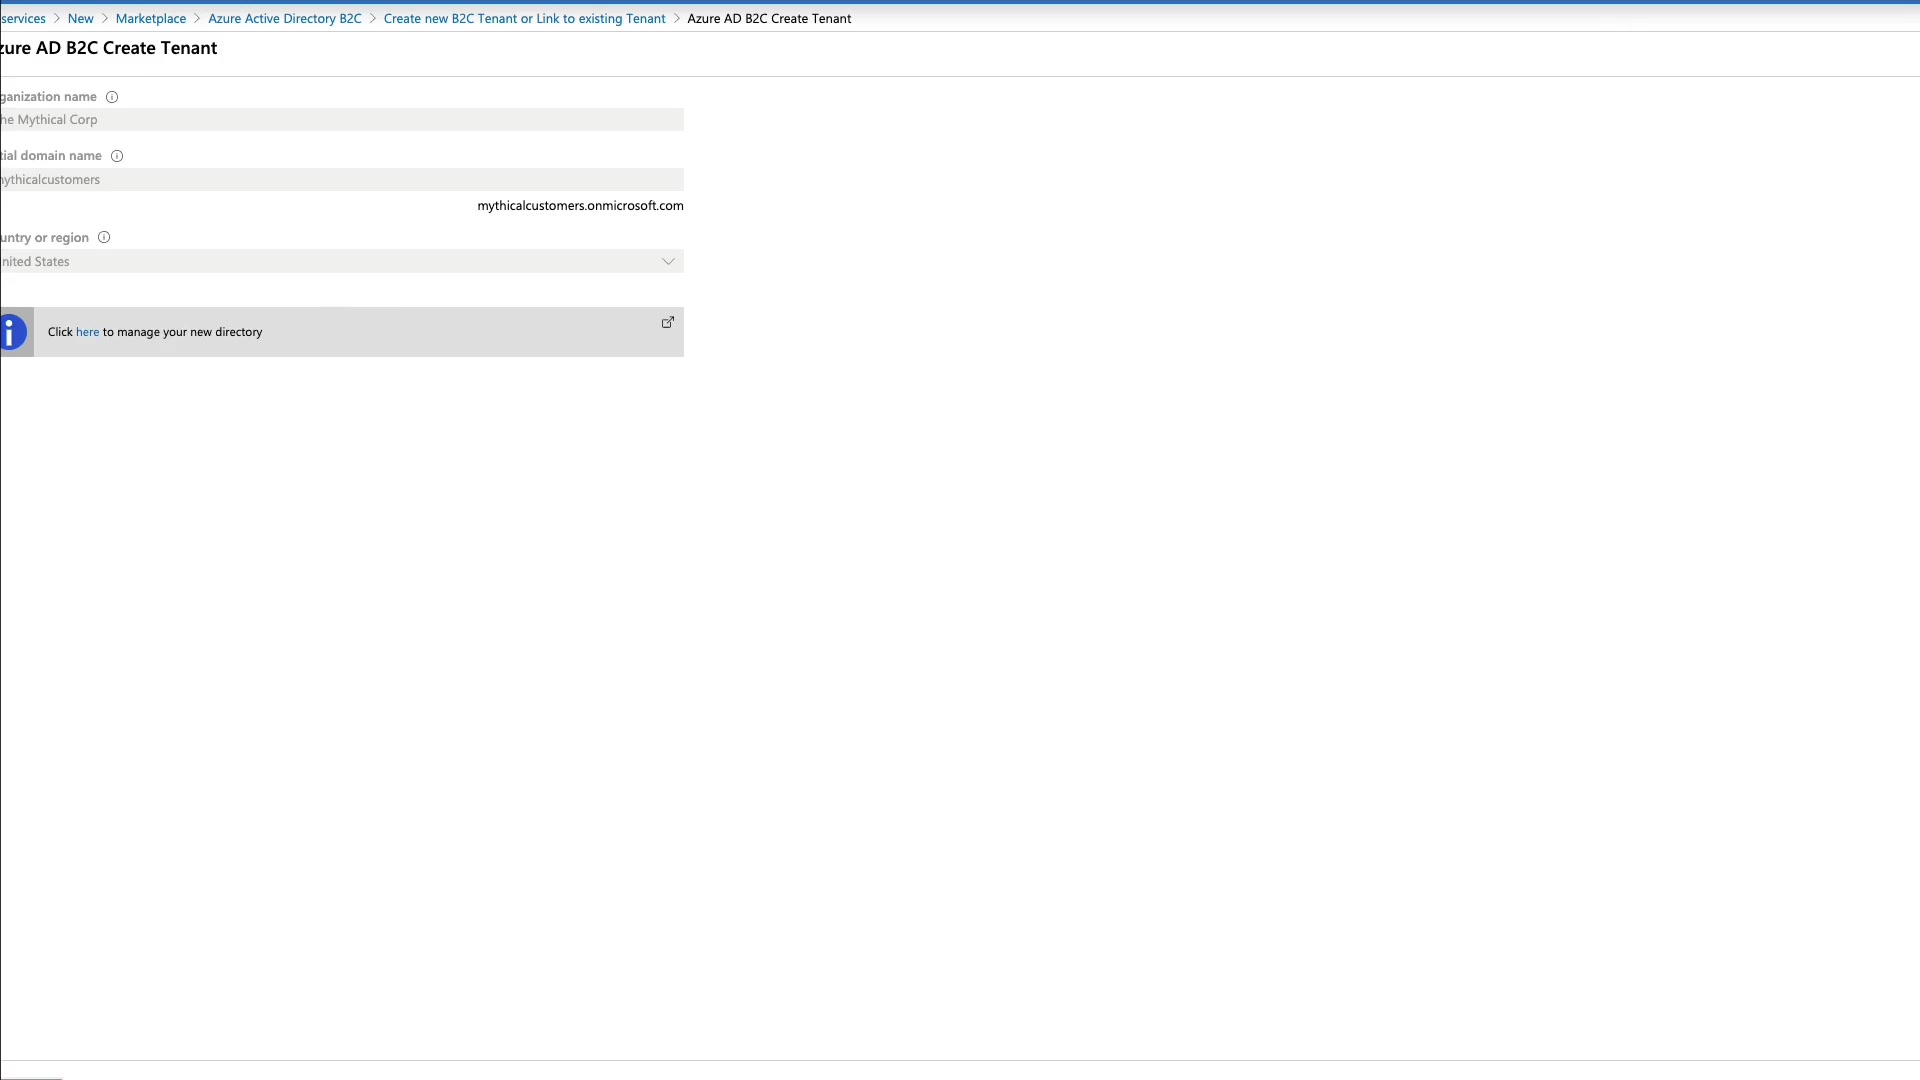 services > New > Marketplace > Azure Active Directory B2C > Create new B2C Tenant or Link to existing Tenant > Azure AD B2C Create Tenant
zure AD B2C Create Tenant
ganization name
he Mythical Corp
tial domain name
mythicalcustomers
mythicalcustomers.onmicrosoft.com
untry or region
nited States
Click here to manage your new directory